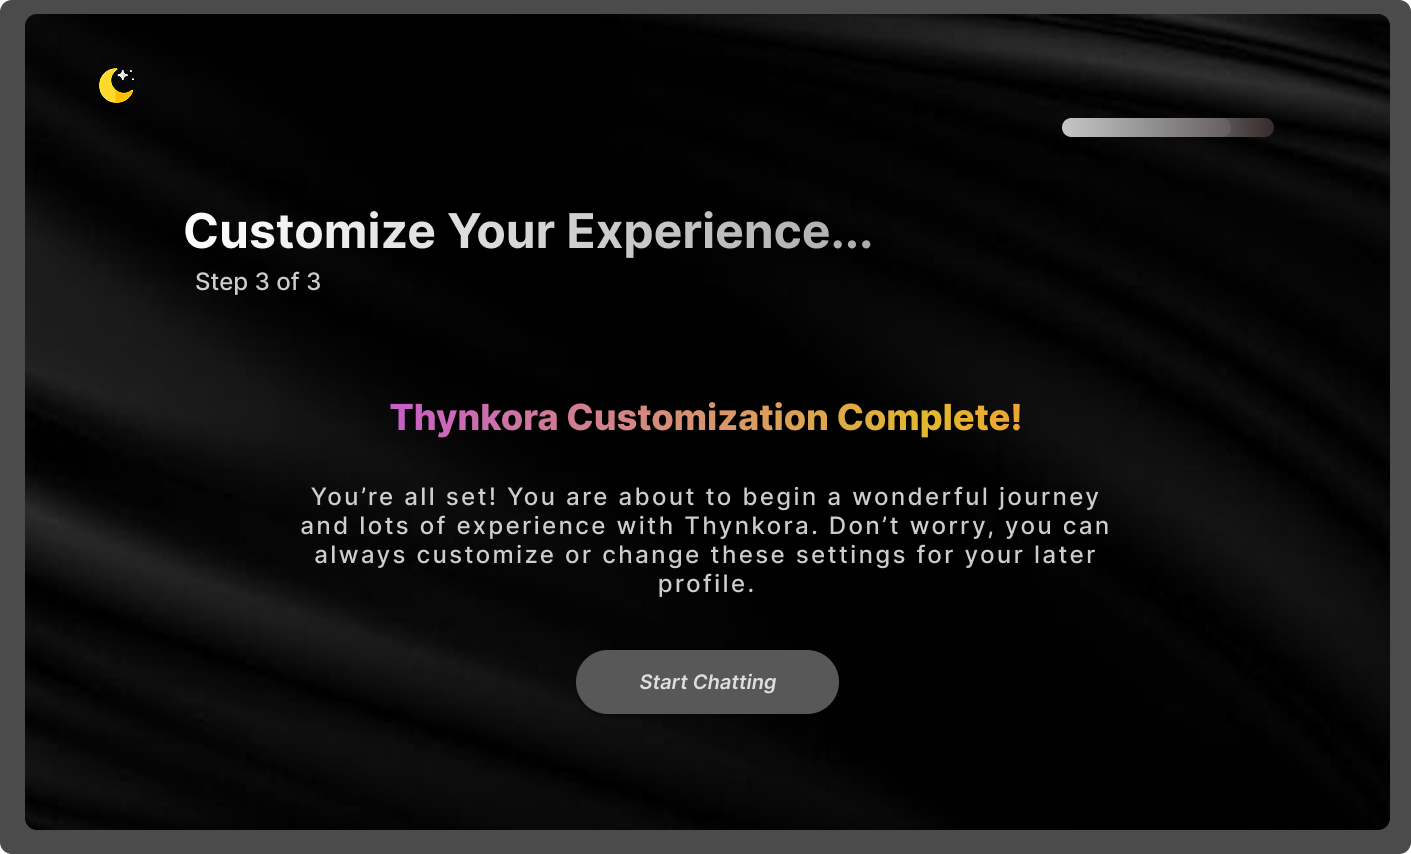 Customize Your Experience...
Step 3 of 3
Thynkora Customization Complete!
You’re all set! You are about to begin a wonderful journey
and lots of experience with Thynkora. Don’t worry, you can
always customize or change these settings for your later
profile.
Start Chatting